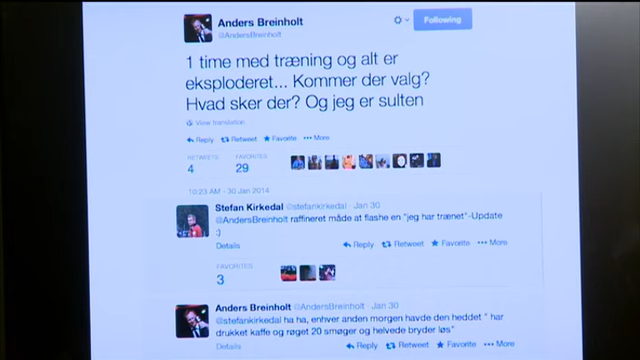 Anders Breinholt
@AndersBreinholt
Following
1 time med træning og alt er
eksploderet... Kommer der valg?
Hvad sker der? Og jeg er sulten
View translation
Reply Retweet Favorite More
RETWEETS FAVORITES
4 29
10:23 AM - 30 Jan 2014
Stefan Kirkedal @stefankirkedal · Jan 30
@AndersBreinholt raffineret måde at flashe en "jeg har trænet"-Update
:)
Details Reply Retweet Favorite More
FAVORITES
3
Anders Breinholt @AndersBreinholt · Jan 30
@stefankirkedal ha ha, enhver anden morgen havde den heddet " har
drukket kaffe og røget 20 smøger og helvede bryder løs"
Details Reply Retweet Favorite More